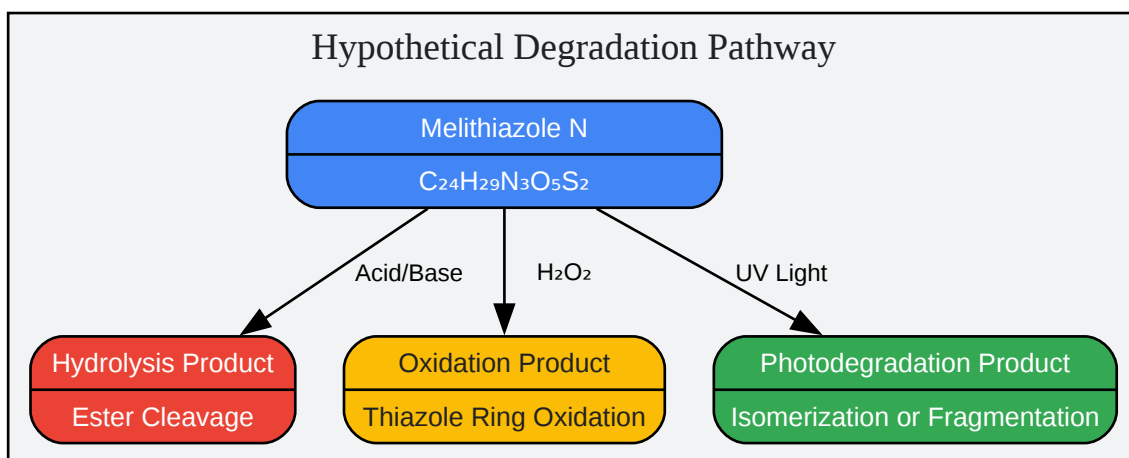 Hypothetical Degradation Pathway
Melithiazole N
C₂₄H₂₉N₃O₅S₂
Acid/Base
H₂O₂
UV Light
Hydrolysis Product
Ester Cleavage
Oxidation Product
Thiazole Ring Oxidation
Photodegradation Product
Isomerization or Fragmentation